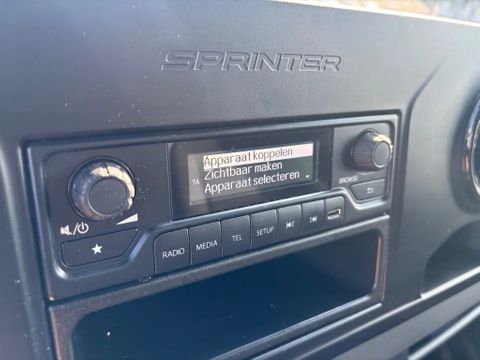 SPRINTER
Apparaat koppelen
Zichtbaar maken
TA Apparaat selecteren
BROWSE
RADIO MEDIA TEL SETUP